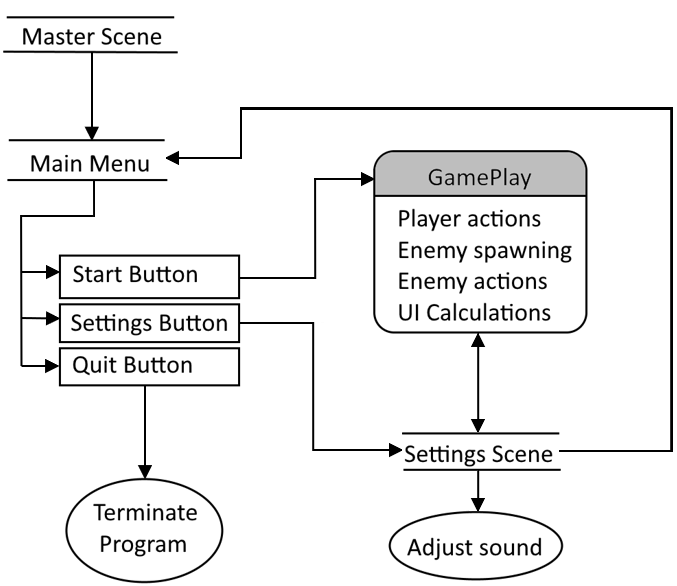 Master Scene
Main Menu
Start Button
Settings Button
Quit Button
Terminate
Program
GamePlay
Player actions
Enemy spawning
Enemy actions
UI Calculations
Settings Scene
Adjust sound